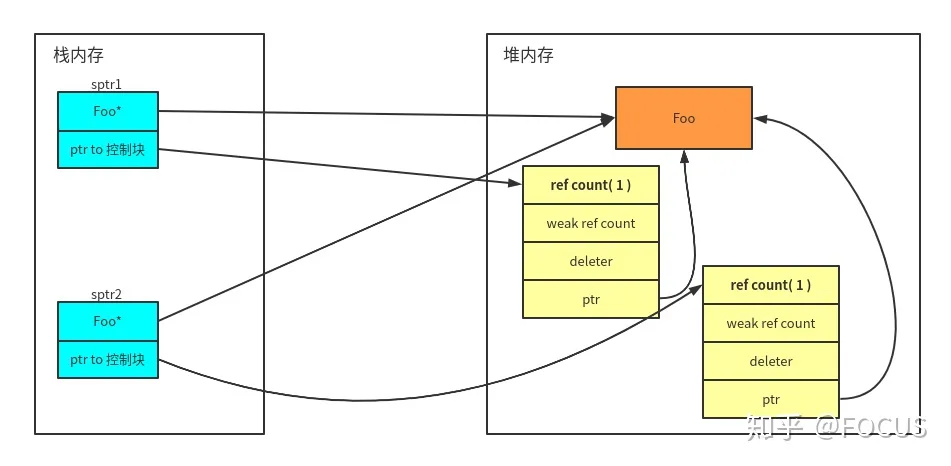 栈内存
堆内存
sptr1
Foo*
ptr to 控制块
Foo
ref count( 1 )
weak ref count
deleter
ptr
sptr2
Foo*
ptr to 控制块
ref count( 1 )
weak ref count
deleter
ptr
知乎 @FOCUS